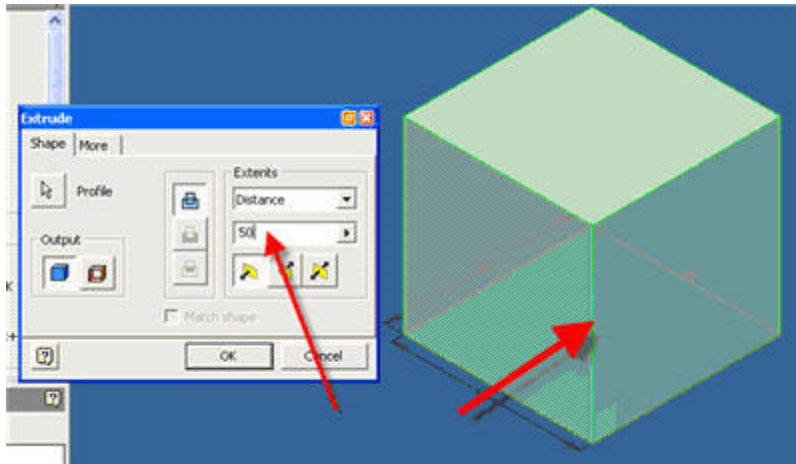 Extrude
Shape
More
Profile
Extents
Distance
50
Output
Match shape
OK
Cancel